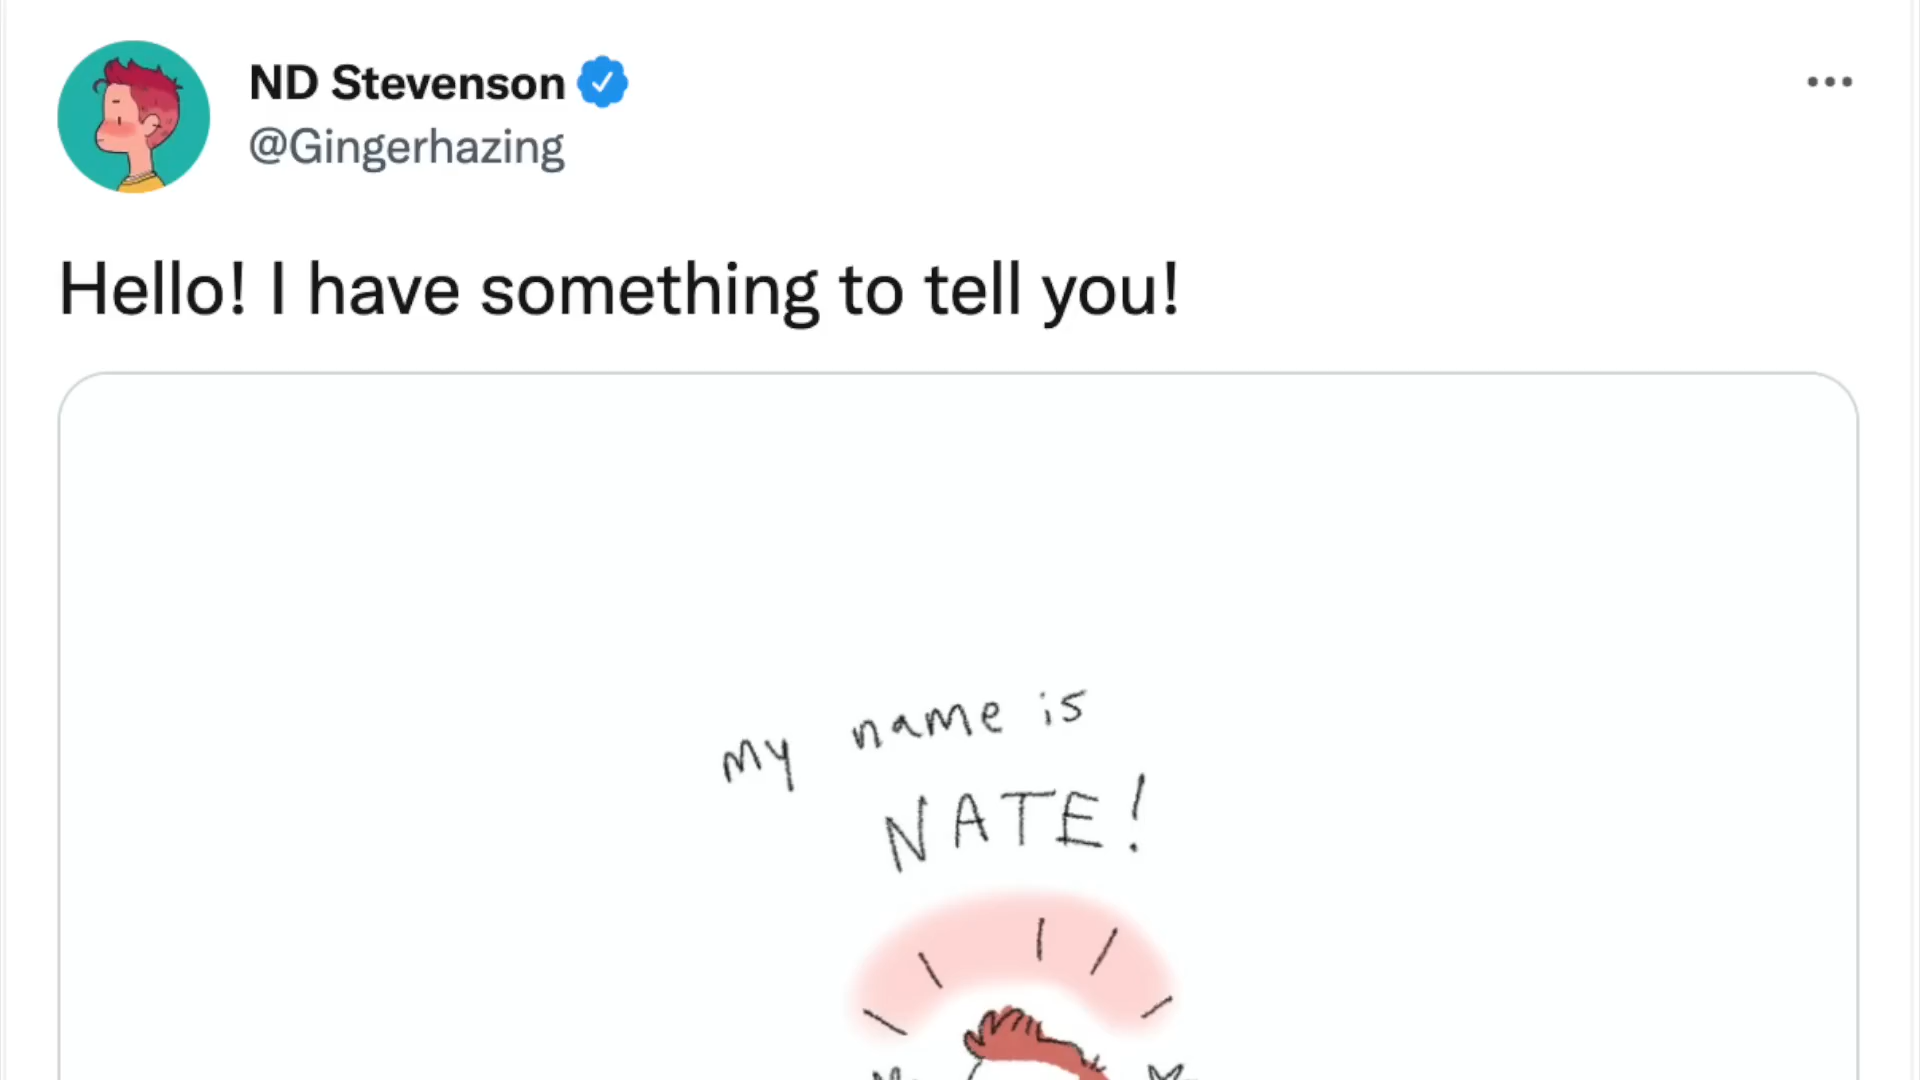 ND Stevenson
@Gingerhazing
Hello! I have something to tell you!
my name is
NATE!